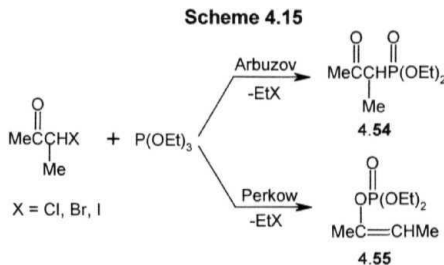 Scheme 4.15
O
MeCCHX
Me
X = Cl, Br, I
+
P(OEt)3
Arbuzov
-EtX
O O
MeCCHP(OEt)2
Me
4.54
Perkow
-EtX
O
OP(OEt)2
MeC=CHMe
4.55